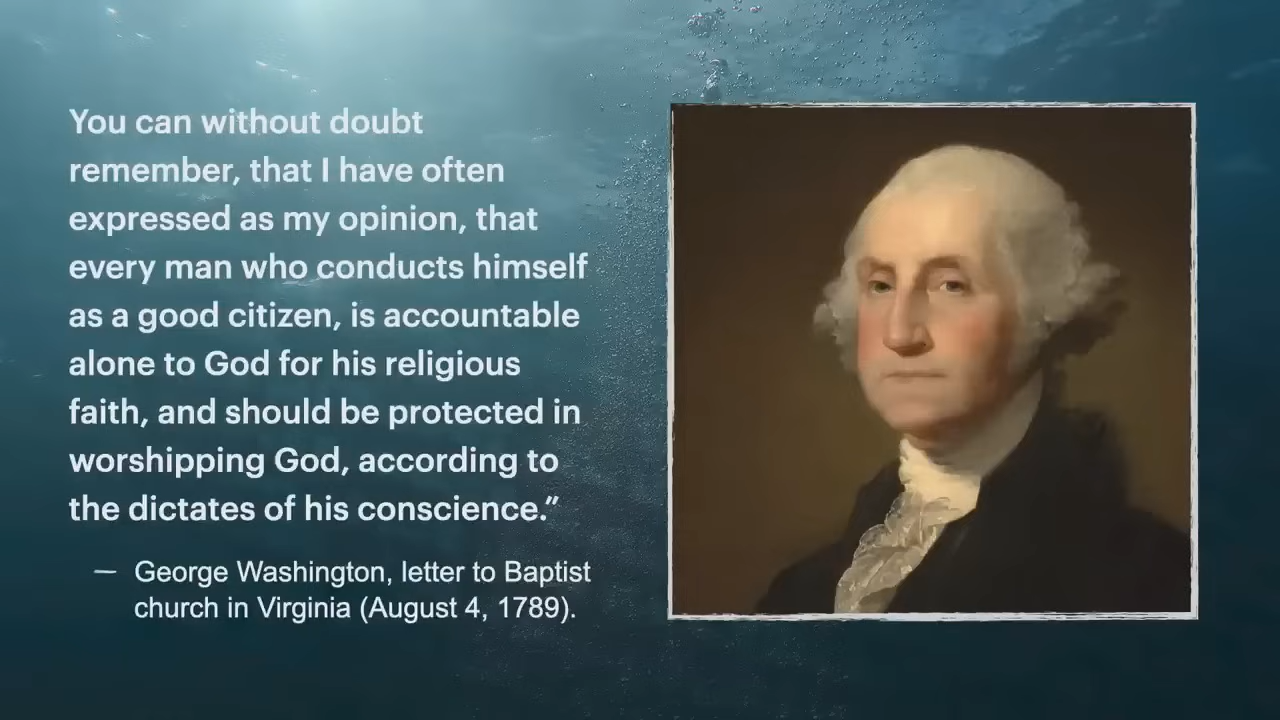 You can without doubt
remember, that I have often
expressed as my opinion, that
every man who conducts himself
as a good citizen, is accountable
alone to God for his religious
faith, and should be protected in
worshipping God, according to
the dictates of his conscience.”
— George Washington, letter to Baptist
church in Virginia (August 4, 1789).